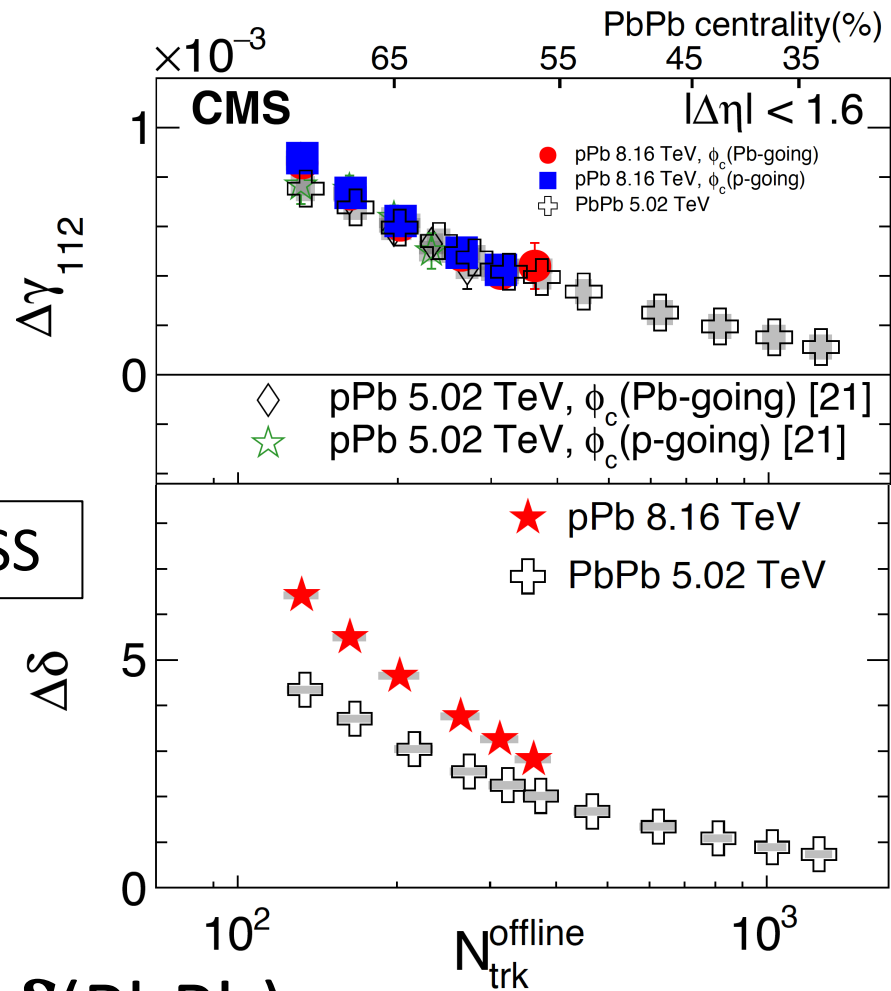 PbPb centrality(%)
×10⁻³ 65 55 45 35
CMS |Δη| < 1.6
1
pPb 8.16 TeV, ϕc(Pb-going)
pPb 8.16 TeV, ϕc(p-going)
PbPb 5.02 TeV
Δγ112
0
pPb 5.02 TeV, ϕc(Pb-going) [21]
pPb 5.02 TeV, ϕc(p-going) [21]
SS
pPb 8.16 TeV
PbPb 5.02 TeV
5
Δδ
0
10² 10³
N offline trk